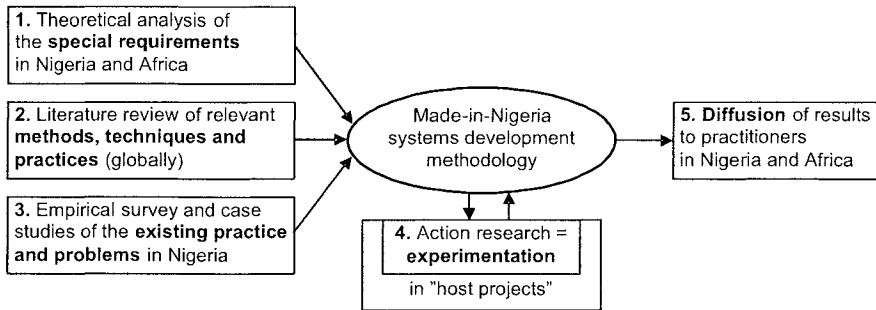 1. Theoretical analysis of
the special requirements
in Nigeria and Africa
2. Literature review of relevant
methods, techniques and
practices (globally)
3. Empirical survey and case
studies of the existing practice
and problems in Nigeria
Made-in-Nigeria
systems development
methodology
4. Action research =
experimentation
in "host projects"
5. Diffusion of results
to practitioners
in Nigeria and Africa